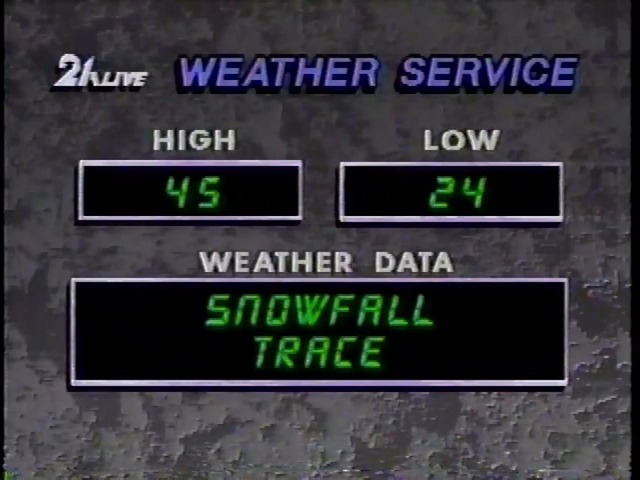 21ALIVE WEATHER SERVICE
HIGH LOW
45 24
WEATHER DATA
SNOWFALL
TRACE